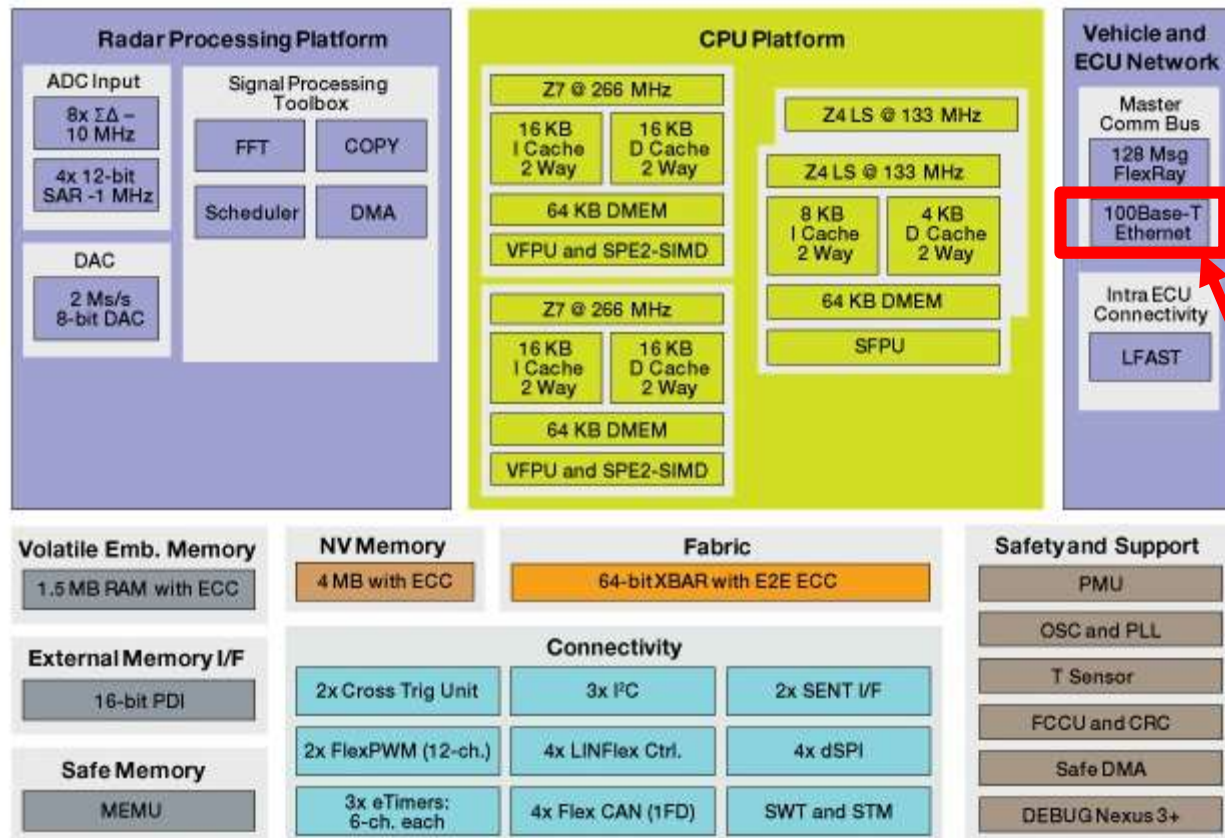 Radar Processing Platform
ADC Input
8x ΣΔ –
10 MHz
4x 12-bit
SAR -1 MHz
DAC
2 Ms/s
8-bit DAC
Signal Processing
Toolbox
FFT
COPY
Scheduler
DMA
CPU Platform
Z7 @ 266 MHz
16 KB
I Cache
2 Way
16 KB
D Cache
2 Way
64 KB DMEM
VFPU and SPE2-SIMD
Z7 @ 266 MHz
16 KB
I Cache
2 Way
16 KB
D Cache
2 Way
64 KB DMEM
VFPU and SPE2-SIMD
Z4 LS @ 133 MHz
Z4 LS @ 133 MHz
8 KB
I Cache
2 Way
4 KB
D Cache
2 Way
64 KB DMEM
SFPU
Vehicle and
ECU Network
Master
Comm Bus
128 Msg
FlexRay
100Base-T
Ethernet
Intra ECU
Connectivity
LFAST
Volatile Emb. Memory
1.5 MB RAM with ECC
External Memory I/F
16-bit PDI
Safe Memory
MEMU
NV Memory
4 MB with ECC
Fabric
64-bit XBAR with E2E ECC
Connectivity
2x Cross Trig Unit
3x I²C
2x SENT I/F
2x FlexPWM (12-ch.)
4x LINFlex Ctrl.
4x dSPI
3x eTimers:
6-ch. each
4x Flex CAN (1FD)
SWT and STM
Safety and Support
PMU
OSC and PLL
T Sensor
FCCU and CRC
Safe DMA
DEBUG Nexus 3+